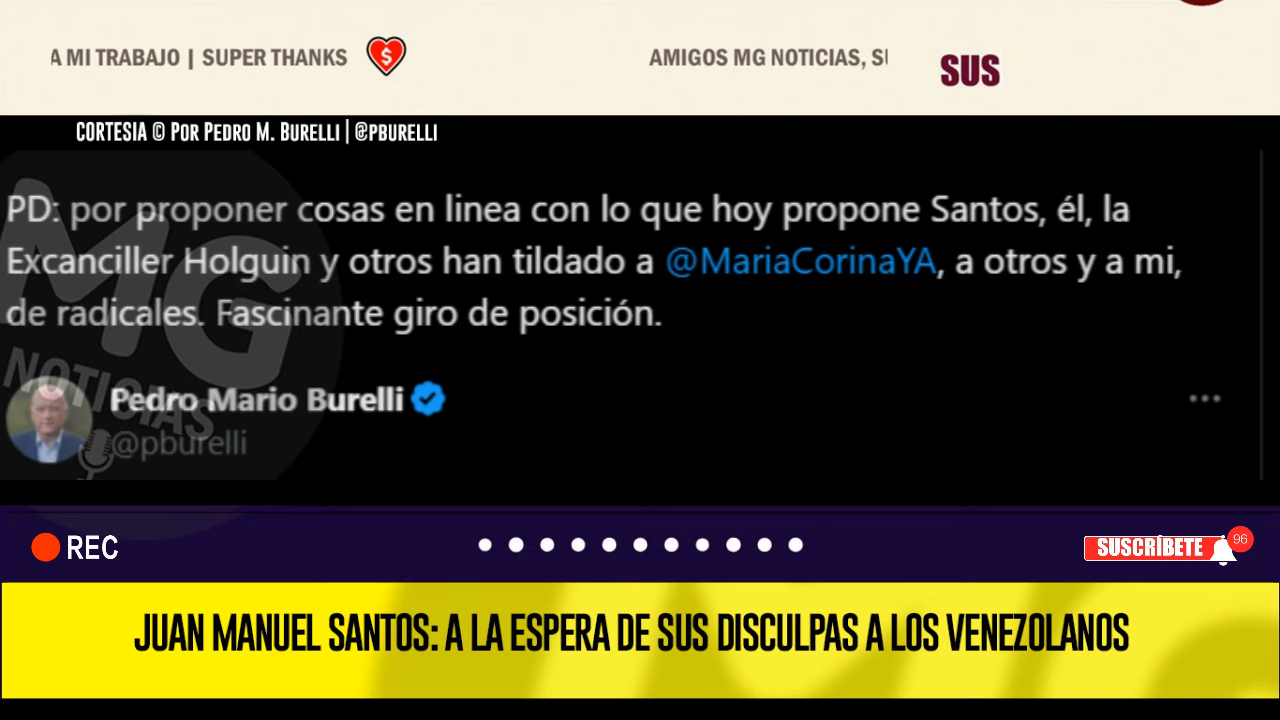 A MI TRABAJO | SUPER THANKS
AMIGOS MG NOTICIAS, SU
SUS
CORTESIA © POR PEDRO M. BURELLI | @PBURELLI
PD: por proponer cosas en linea con lo que hoy propone Santos, él, la
Excanciller Holguin y otros han tildado a @MariaCorinaYA, a otros y a mi,
de radicales. Fascinante giro de posición.
MG
NOTICIAS
Pedro Mario Burelli
@pburelli
REC
SUSCRÍBETE
96
JUAN MANUEL SANTOS: A LA ESPERA DE SUS DISCULPAS A LOS VENEZOLANOS